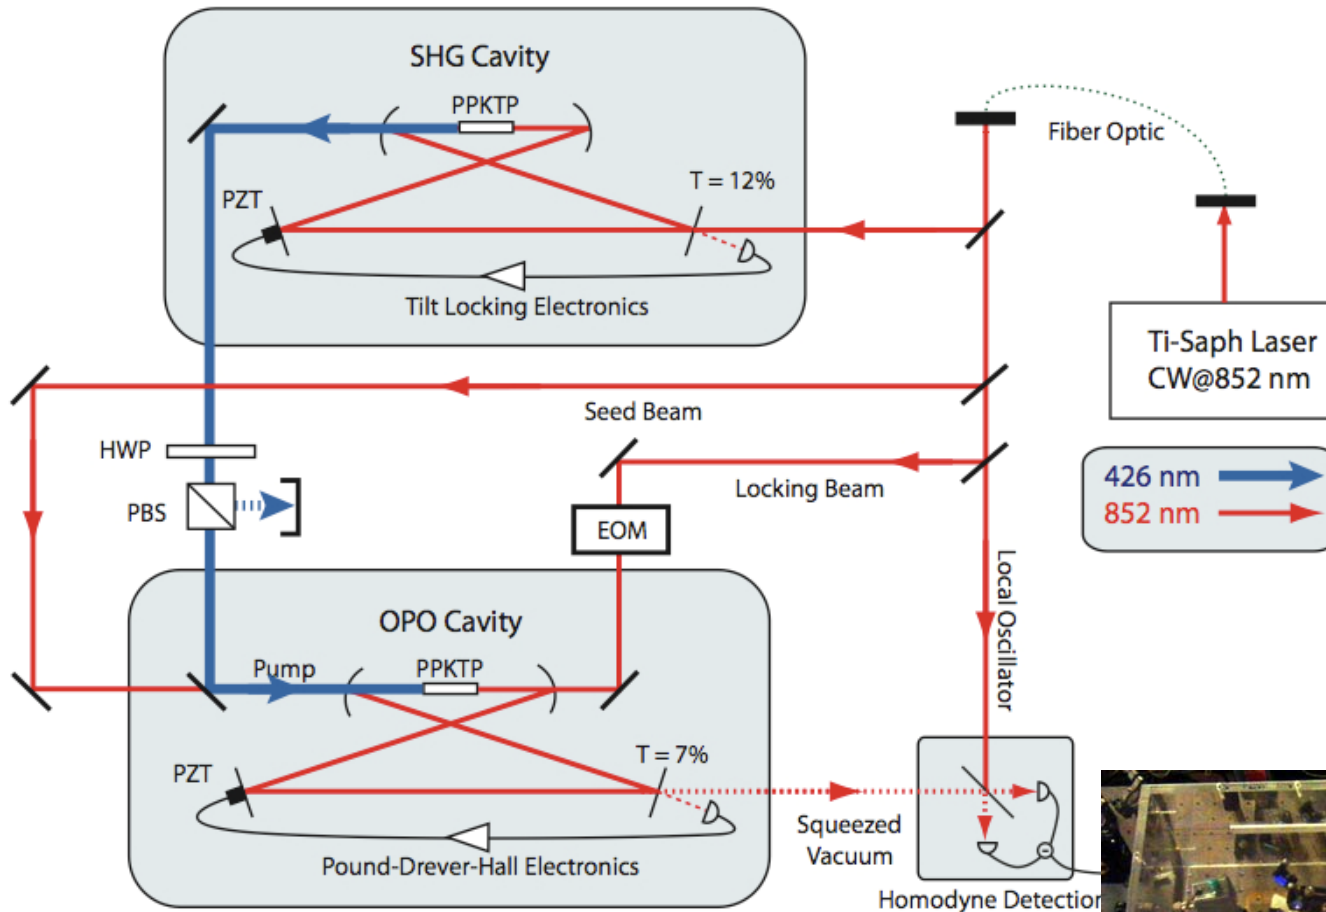 SHG Cavity
PPKTP
Fiber Optic
T = 12%
PZT
Tilt Locking Electronics
Ti-Saph Laser
CW@852 nm
Seed Beam
HWP
Locking Beam
426 nm
852 nm
PBS
EOM
Local Oscillator
OPO Cavity
Pump
PPKTP
T = 7%
PZT
Squeezed
Vacuum
Pound-Drever-Hall Electronics
Homodyne Detection